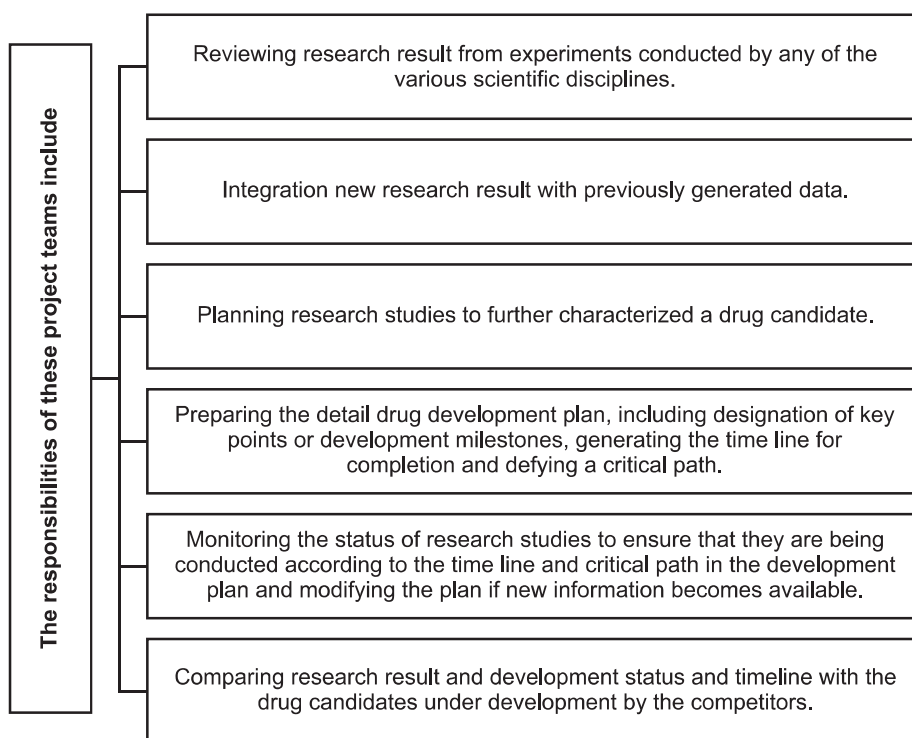 The responsibilities of these project teams include
Reviewing research result from experiments conducted by any of the
various scientific disciplines.
Integration new research result with previously generated data.
Planning research studies to further characterized a drug candidate.
Preparing the detail drug development plan, including designation of key
points or development milestones, generating the time line for
completion and defying a critical path.
Monitoring the status of research studies to ensure that they are being
conducted according to the time line and critical path in the development
plan and modifying the plan if new information becomes available.
Comparing research result and development status and timeline with the
drug candidates under development by the competitors.